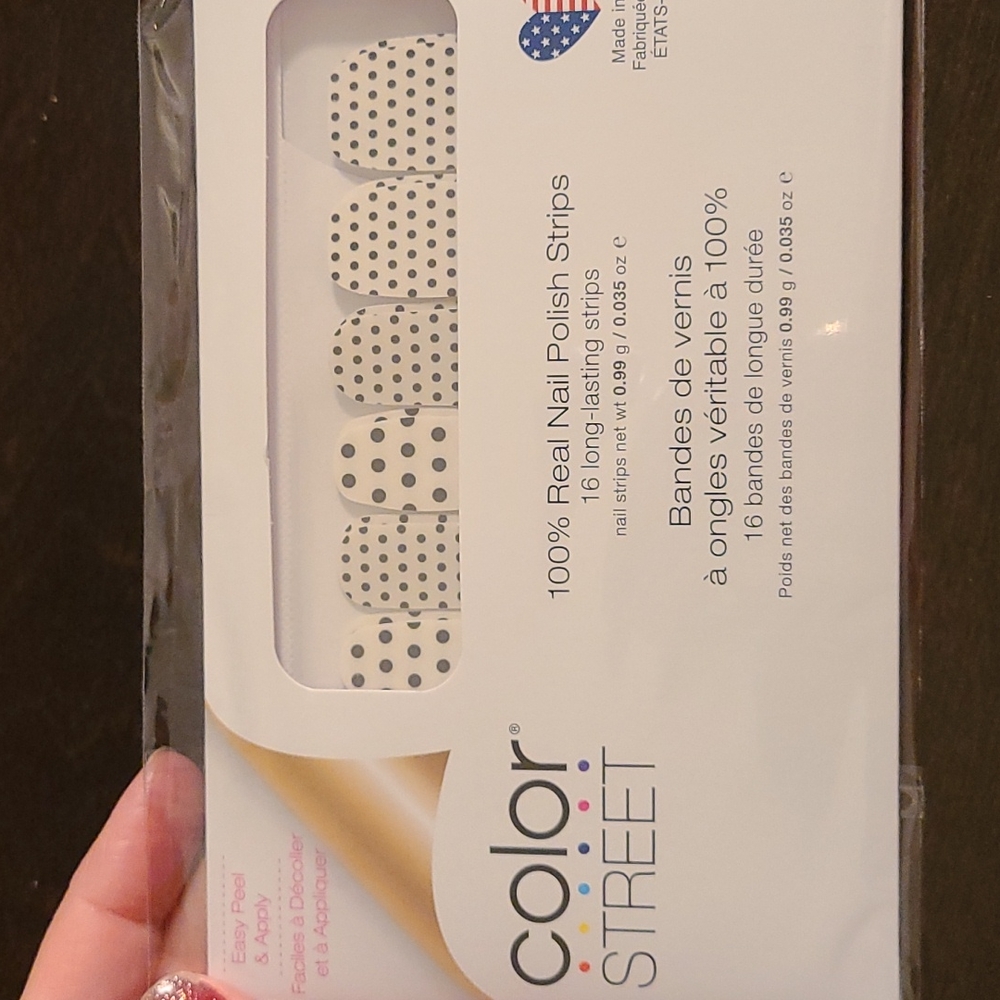 Easy Peel
& Apply
Faciles à Décoller
et à Appliquer
color®
STREET
100% Real Nail Polish Strips
16 long-lasting strips
nail strips net wt 0.99 g / 0.035 oz e
Bandes de vernis
à ongles véritable à 100%
16 bandes de longue durée
Poids net des bandes de vernis 0.99 g / 0.035 oz e
Made in
Fabriqué
ÉTATS-